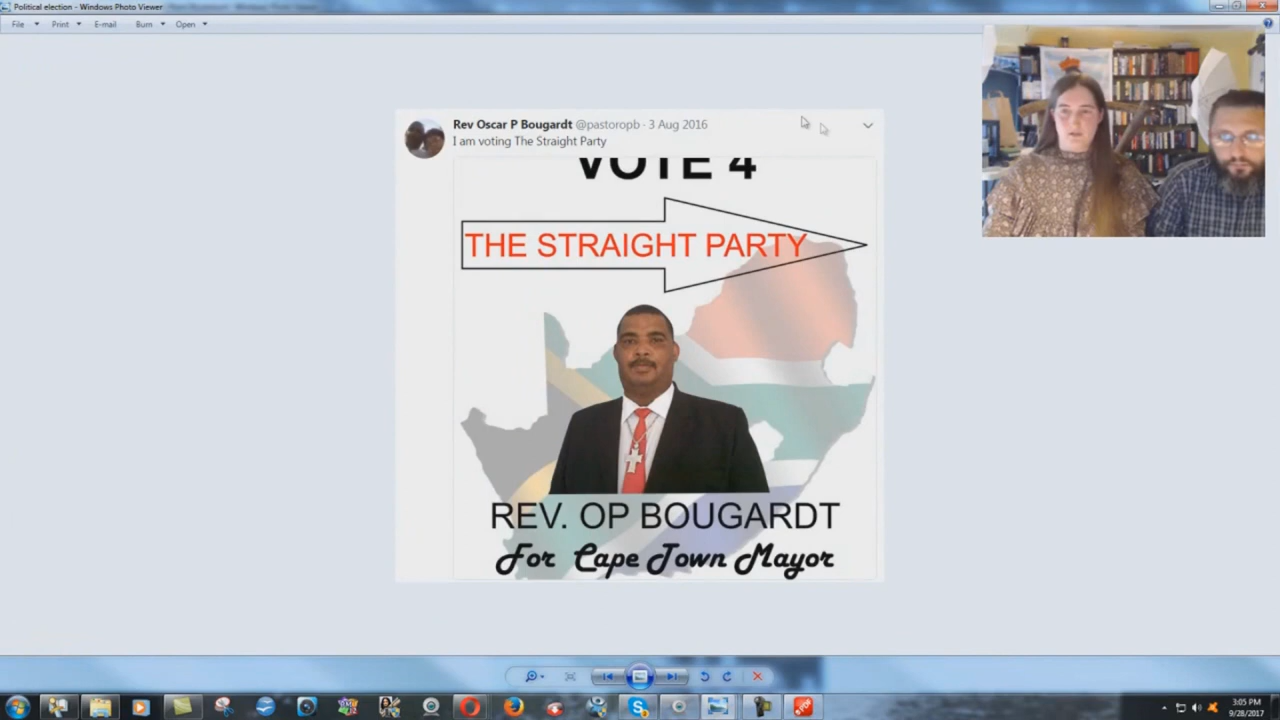 Political election - Windows Photo Viewer
File Print E-mail Burn Open
Rev Oscar P Bougardt @pastoropb · 3 Aug 2016
I am voting The Straight Party
VOTE 4
THE STRAIGHT PARTY
REV. OP BOUGARDT
For Cape Town Mayor
3:05 PM
9/28/2017